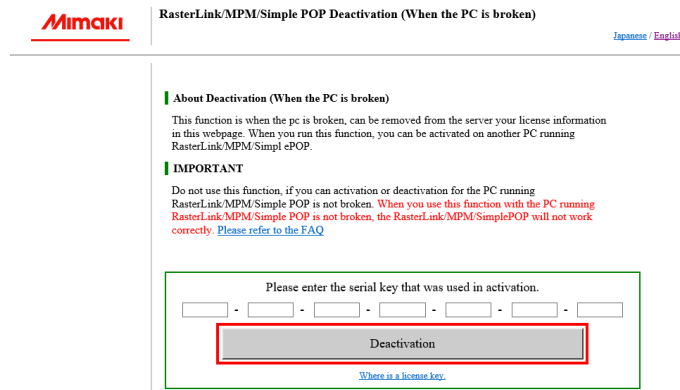 Mimaki
RasterLink/MPM/Simple POP Deactivation (When the PC is broken)
Japanese / English
About Deactivation (When the PC is broken)
This function is when the pc is broken, can be removed from the server your license information
in this webpage. When you run this function, you can be activated on another PC running
RasterLink/MPM/Simpl ePOP.
IMPORTANT
Do not use this function, if you can activation or deactivation for the PC running
RasterLink/MPM/Simple POP is not broken. When you use this function with the PC running
RasterLink/MPM/Simple POP is not broken, the RasterLink/MPM/SimplePOP will not work
correctly. Please refer to the FAQ
Please enter the serial key that was used in activation.
- - - - - -
Deactivation
Where is a license key.